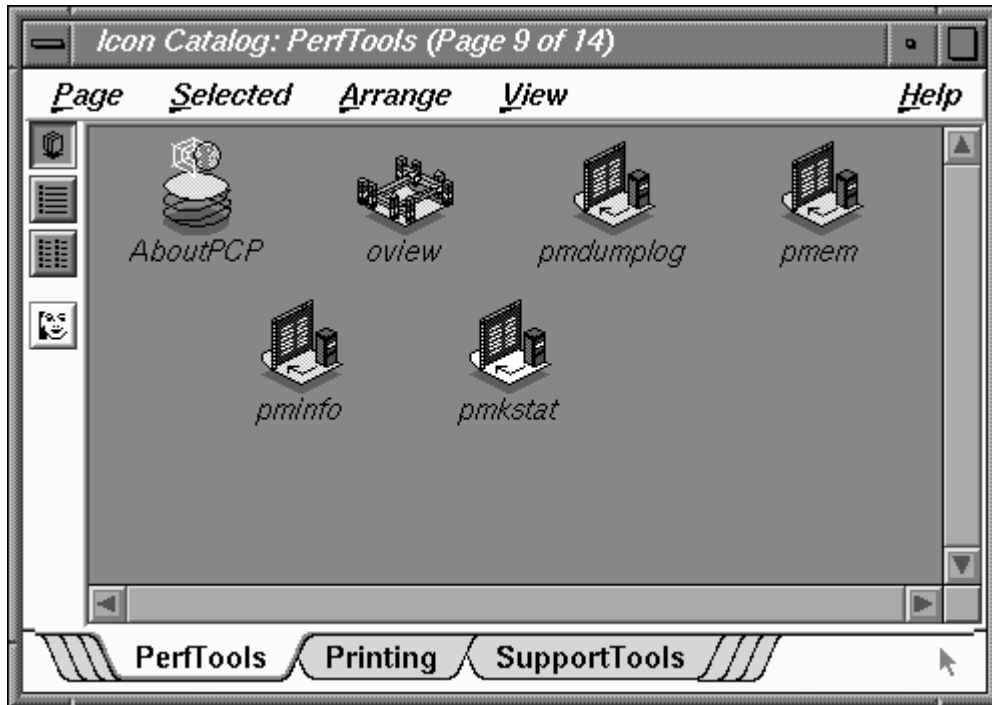 Icon Catalog: PerfTools (Page 9 of 14)
Page Selected Arrange View Help
AboutPCP oview pmdumplog pmem
pminfo pmkstat
PerfTools Printing SupportTools